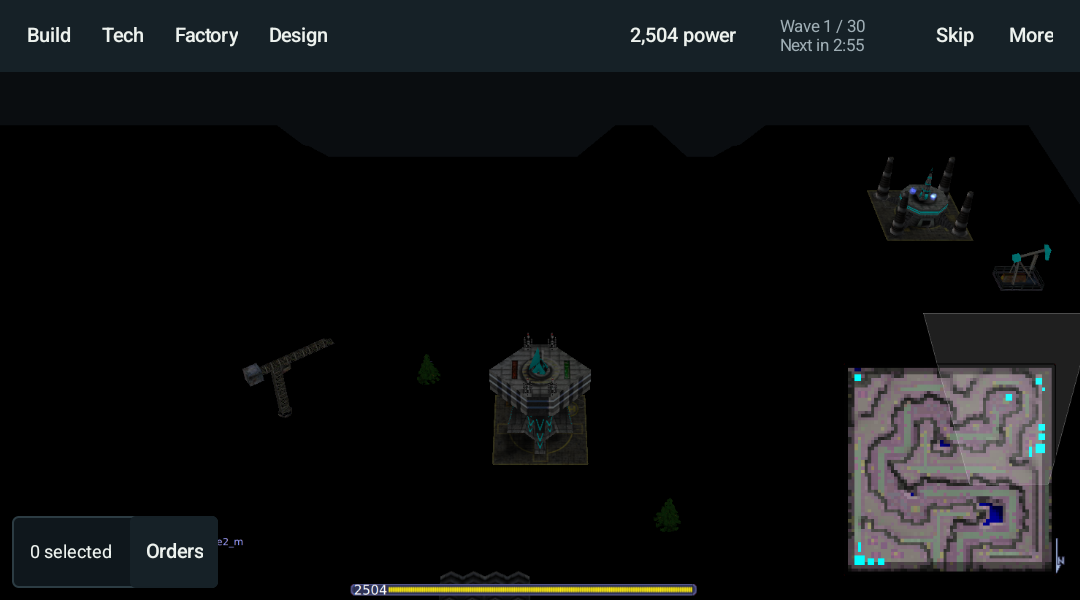 Build Tech Factory Design 2,504 power Wave 1 / 30 Skip More
Next in 2:55
0 selected Orders e2_m
2504
N